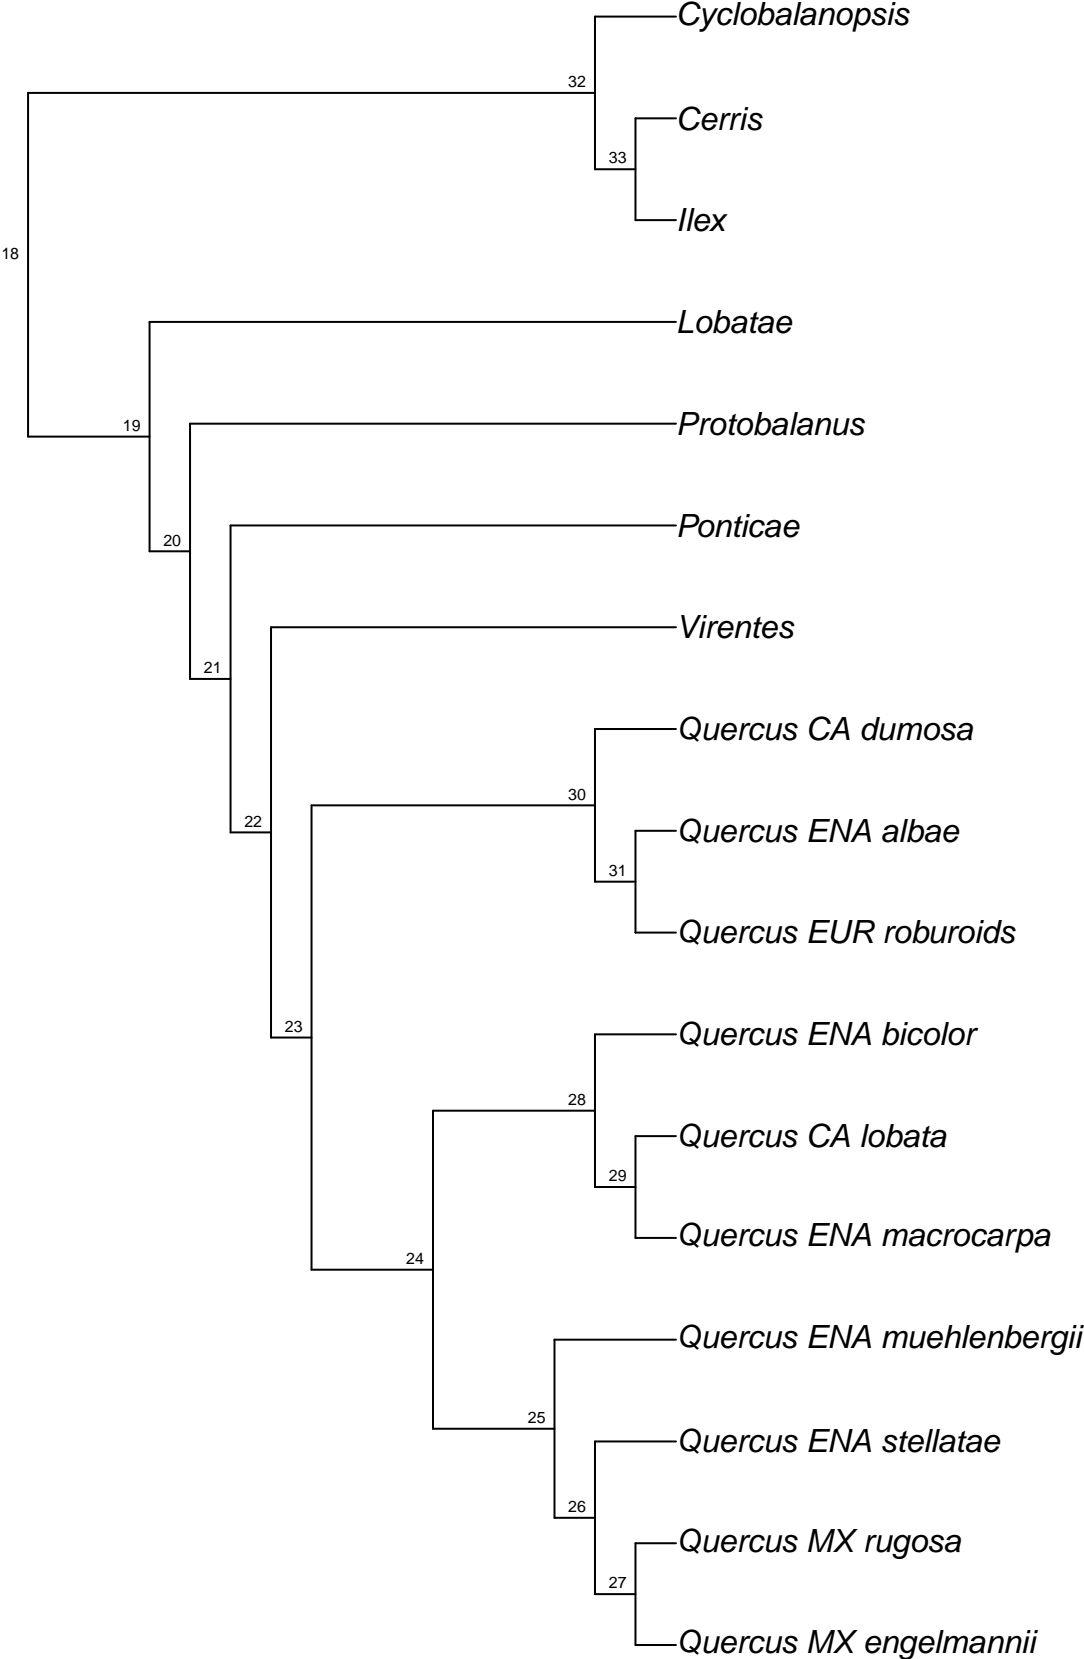 Cyclobalanopsis
32
Cerris
33
Ilex
18
Lobatae
19
Protobalanus
Ponticae
20
Virentes
21
Quercus CA dumosa
30
22
Quercus ENA albae
31
Quercus EUR roburoids
23
Quercus ENA bicolor
28
Quercus CA lobata
29
Quercus ENA macrocarpa
24
Quercus ENA muehlenbergii
25
Quercus ENA stellatae
26
Quercus MX rugosa
27
Quercus MX engelmannii